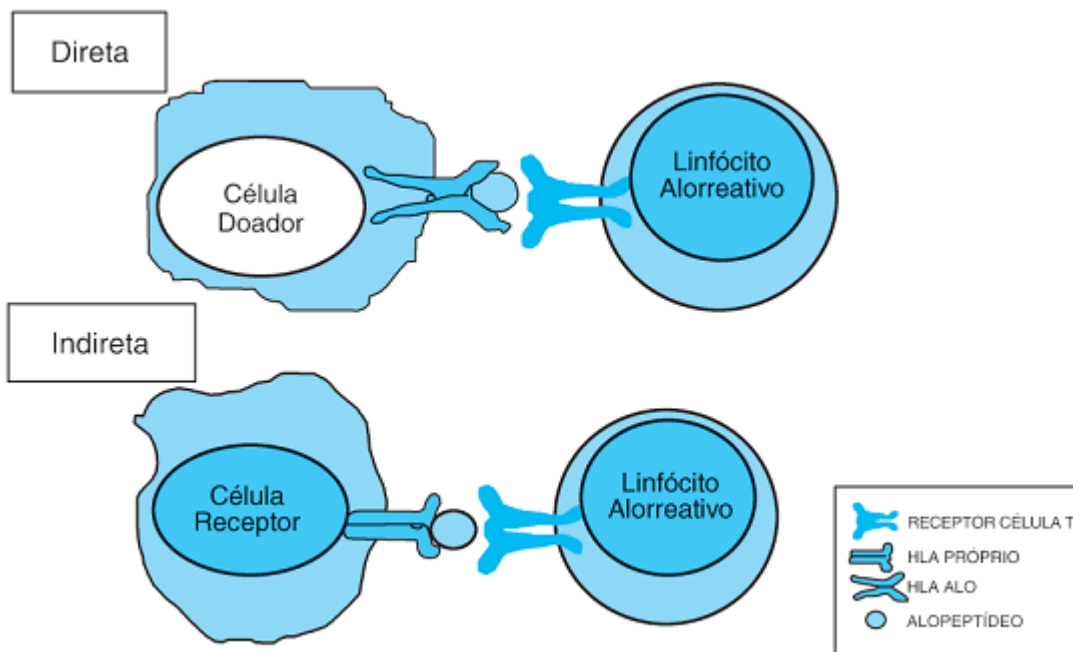 Direta
Célula
Doador
Linfócito
Alorreativo
Indireta
Célula
Receptor
Linfócito
Alorreativo
RECEPTOR CÉLULA T
HLA PRÓPRIO
HLA ALO
ALOPEPTÍDEO